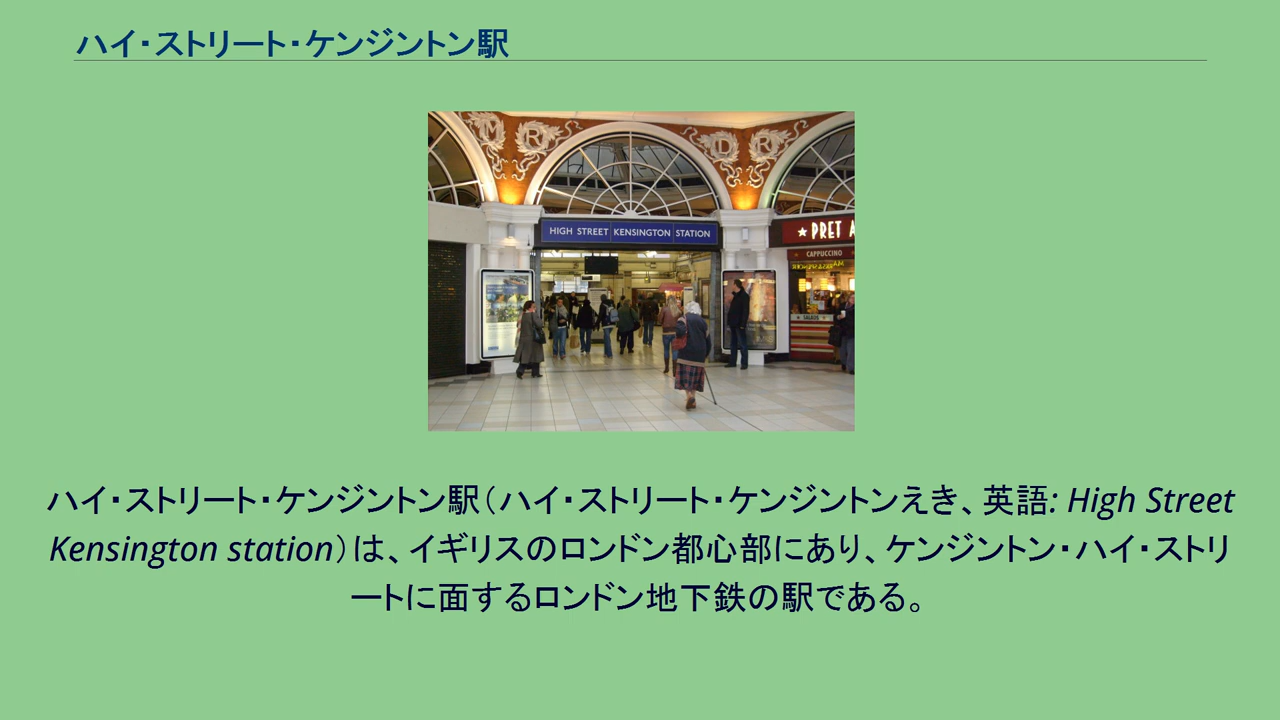 ハイ・ストリート・ケンジントン駅
M R D R
HIGH STREET KENSINGTON STATION
PRET A
CAPPUCCINO
SALADS
ハイ・ストリート・ケンジントン駅（ハイ・ストリート・ケンジントンえき、英語: High Street
Kensington station）は、イギリスのロンドン都心部にあり、ケンジントン・ハイ・ストリ
ートに面するロンドン地下鉄の駅である。